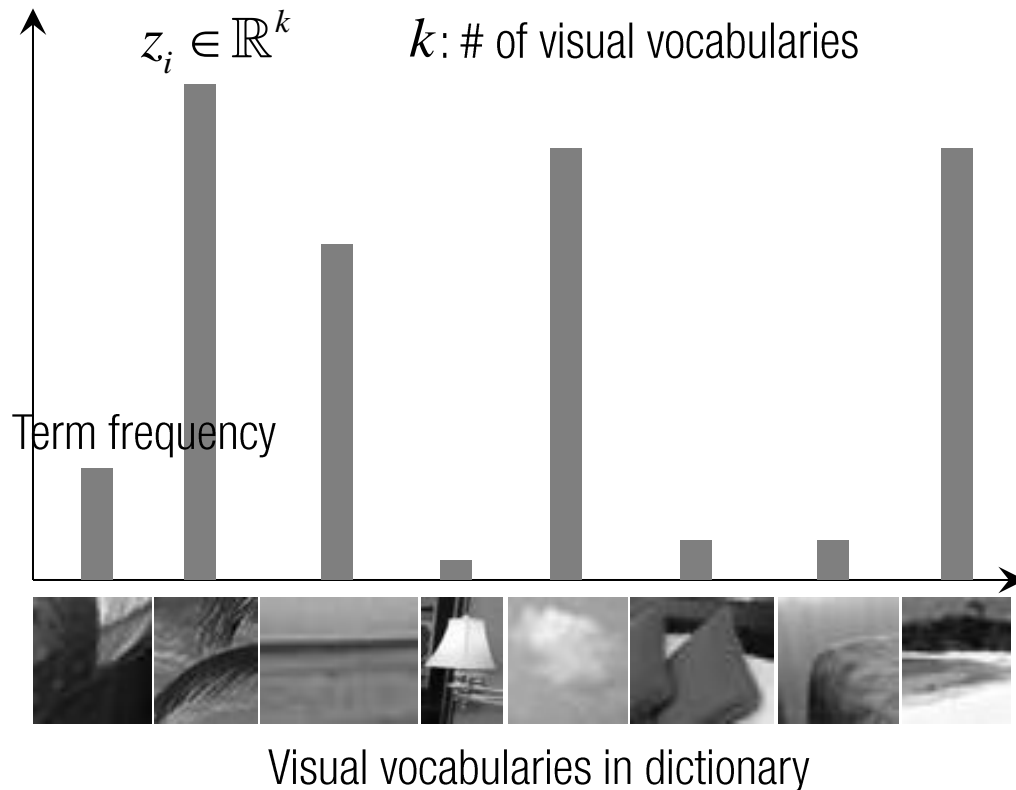 z_i ∈ ℝ^k
k: # of visual vocabularies
Term frequency
Visual vocabularies in dictionary